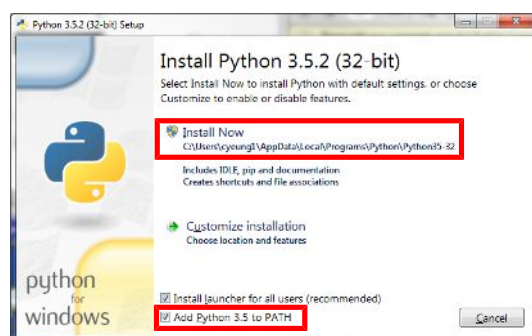 Python 3.5.2 (32-bit) Setup
Install Python 3.5.2 (32-bit)
Select Install Now to install Python with default settings, or choose
Customize to enable or disable features.
Install Now
C:\Users\cyeung1\AppData\Local\Programs\Python\Python35-32
Includes IDLE, pip and documentation
Creates shortcuts and file associations
Customize installation
Choose location and features
python
for
windows
Install launcher for all users (recommended)
Add Python 3.5 to PATH
Cancel